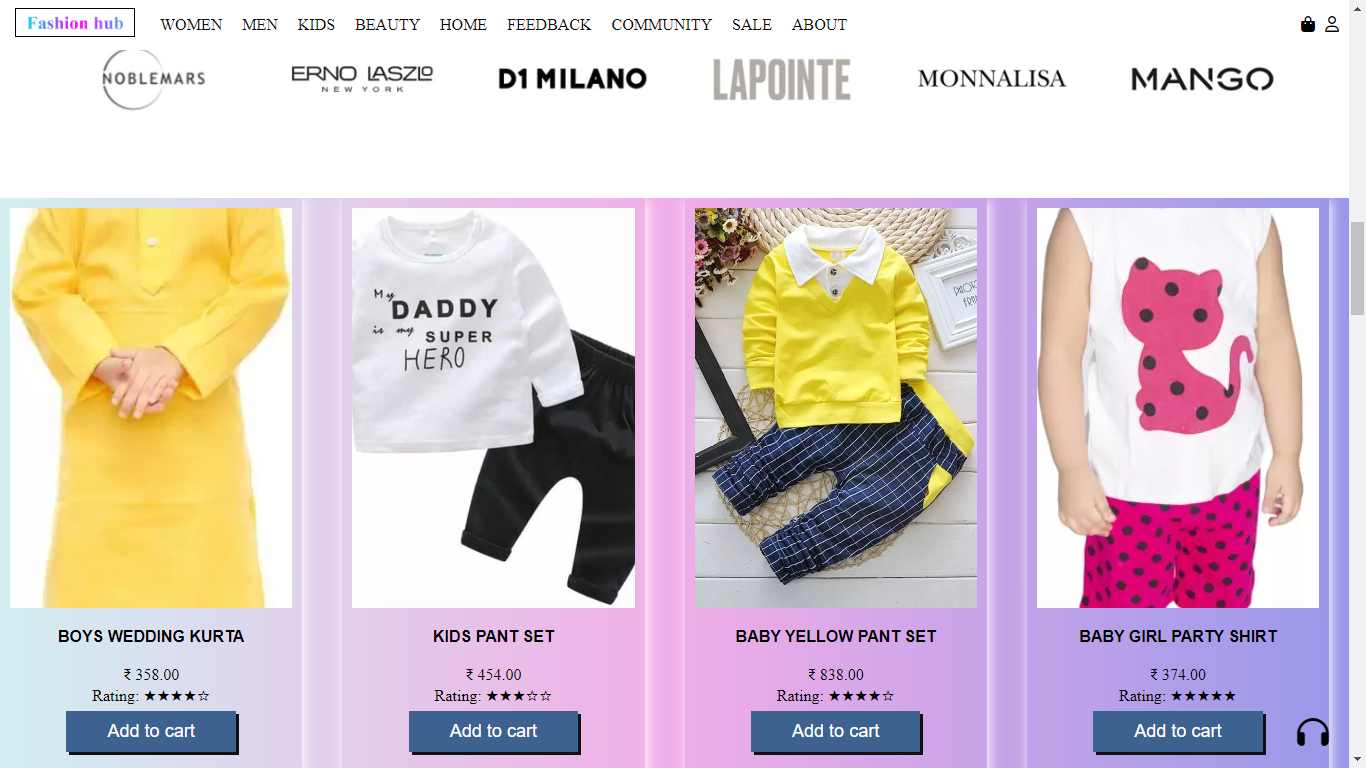 Fashion hub WOMEN MEN KIDS BEAUTY HOME FEEDBACK COMMUNITY SALE ABOUT
NOBLEMARS ERNO LASZLO D1 MILANO LAPOINTE MONNALISA MANGO
NEW YORK
My
DADDY
is my SUPER
HERO
BOYS WEDDING KURTA KIDS PANT SET BABY YELLOW PANT SET BABY GIRL PARTY SHIRT
₹ 358.00 ₹ 454.00 ₹ 838.00 ₹ 374.00
Rating: ★★★★☆ Rating: ★★★☆☆ Rating: ★★★★☆ Rating: ★★★★★
Add to cart Add to cart Add to cart Add to cart